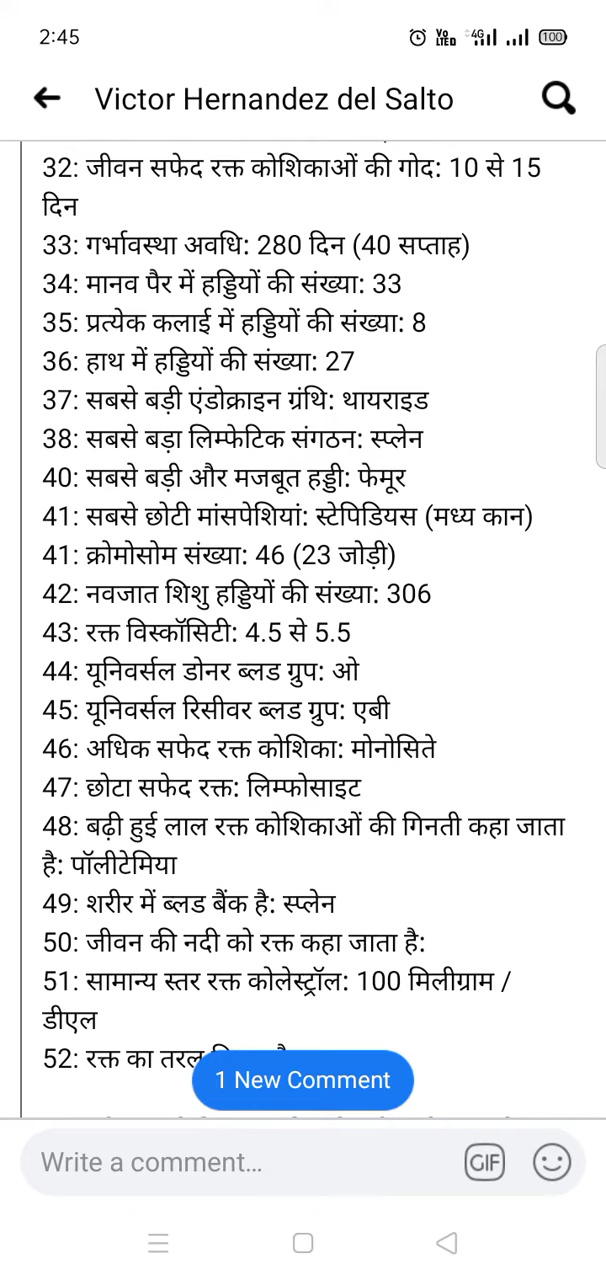 2:45
Vo LTE D 4G 100
Victor Hernandez del Salto
32: जीवन सफेद रक्त कोशिकाओं की गोद: 10 से 15
दिन
33: गर्भावस्था अवधि: 280 दिन (40 सप्ताह)
34: मानव पैर में हड्डियों की संख्या: 33
35: प्रत्येक कलाई में हड्डियों की संख्या: 8
36: हाथ में हड्डियों की संख्या: 27
37: सबसे बड़ी एंडोक्राइन ग्रंथि: थायराइड
38: सबसे बड़ा लिम्फेटिक संगठन: स्प्लेन
40: सबसे बड़ी और मजबूत हड्डी: फेमूर
41: सबसे छोटी मांसपेशियां: स्टेपिडियस (मध्य कान)
41: क्रोमोसोम संख्या: 46 (23 जोड़ी)
42: नवजात शिशु हड्डियों की संख्या: 306
43: रक्त विस्कॉसिटी: 4.5 से 5.5
44: यूनिवर्सल डोनर ब्लड ग्रुप: ओ
45: यूनिवर्सल रिसीवर ब्लड ग्रुप: एबी
46: अधिक सफेद रक्त कोशिका: मोनोसिते
47: छोटा सफेद रक्त: लिम्फोसाइट
48: बढ़ी हुई लाल रक्त कोशिकाओं की गिनती कहा जाता
है: पॉलीटेमिया
49: शरीर में ब्लड बैंक है: स्प्लेन
50: जीवन की नदी को रक्त कहा जाता है:
51: सामान्य स्तर रक्त कोलेस्ट्रॉल: 100 मिलीग्राम /
डीएल
52: रक्त का तरल
1 New Comment
Write a comment...
GIF